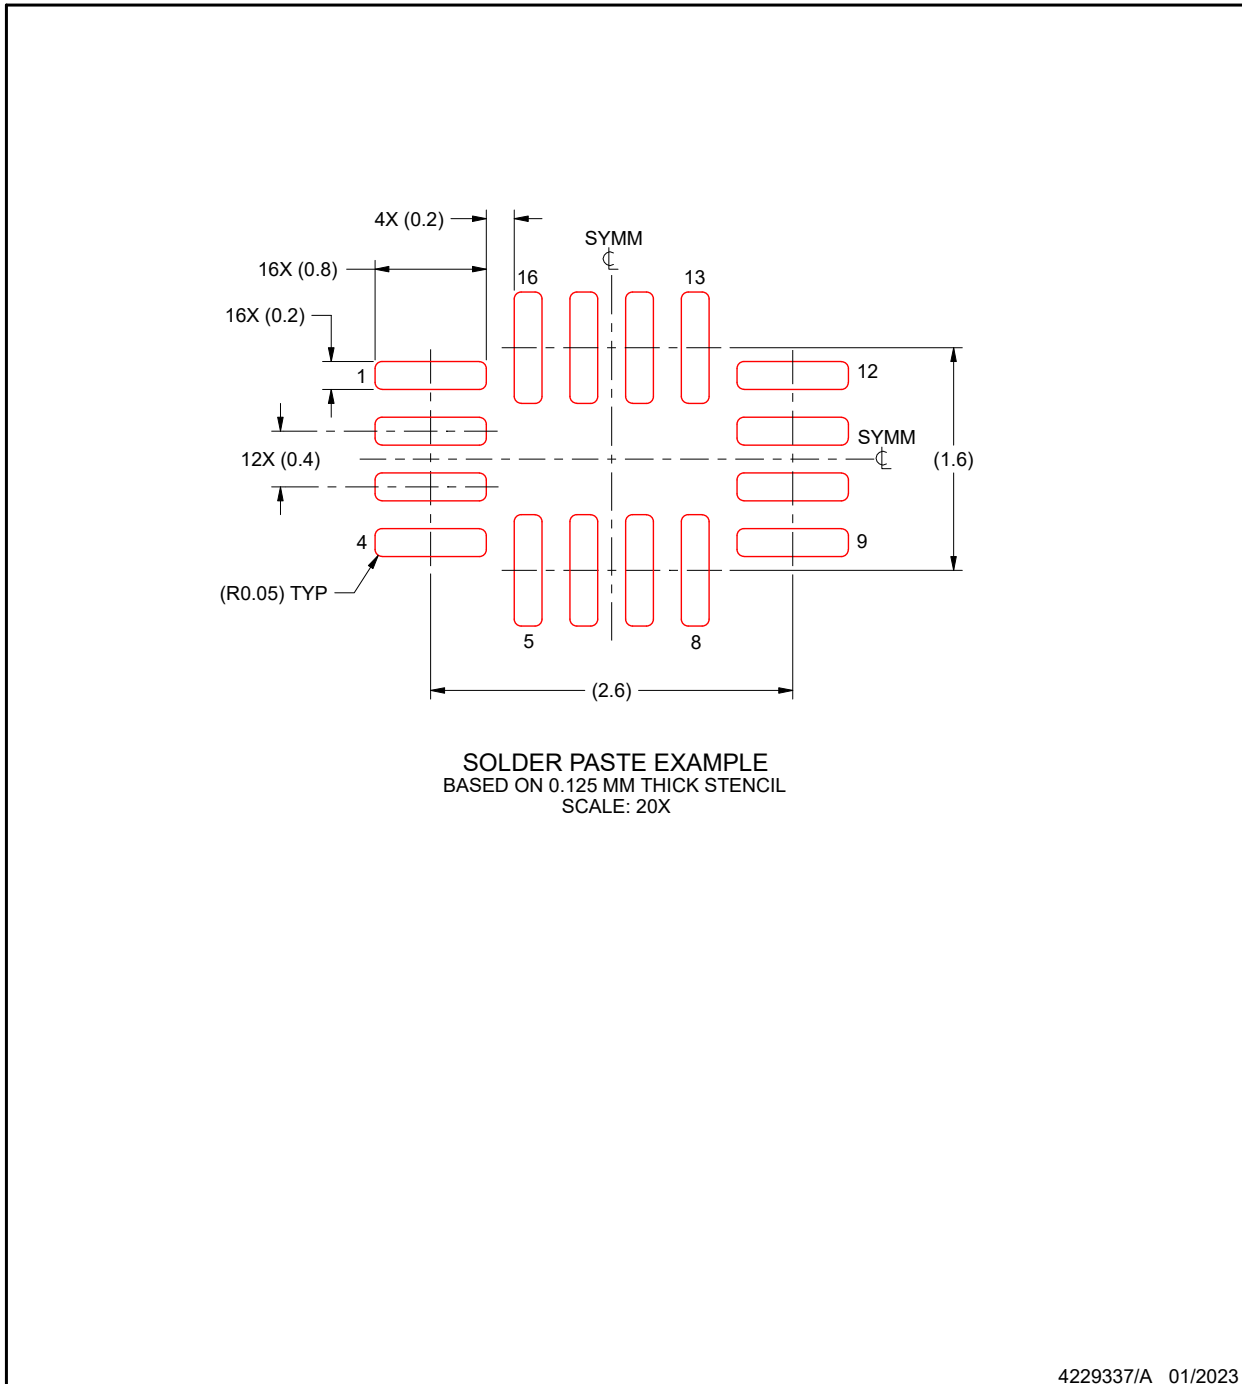 4X (0.2)
SYMM
℄
16X (0.8)
16
13
16X (0.2)
1
12
SYMM
℄
12X (0.4)
(1.6)
4
9
(R0.05) TYP
5
8
(2.6)
SOLDER PASTE EXAMPLE
BASED ON 0.125 MM THICK STENCIL
SCALE: 20X
4229337/A 01/2023